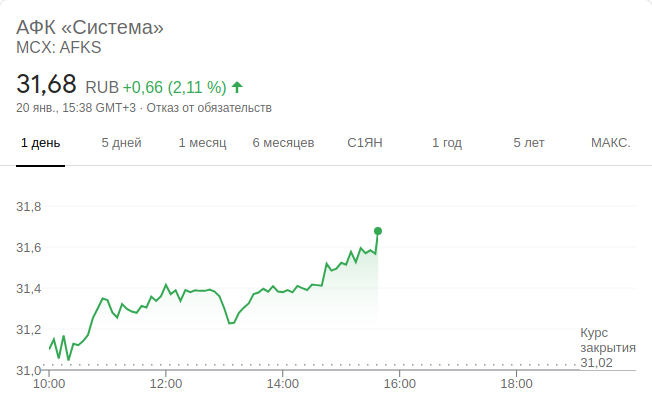 АФК «Система»
MCX: AFKS
31,68 RUB +0,66 (2,11 %) ↑
20 янв., 15:38 GMT+3 · Отказ от обязательств
1 день 5 дней 1 месяц 6 месяцев С1ЯН 1 год 5 лет МАКС.
31,8
31,6
31,4
31,2
31,0
Курс
закрытия
31,02
10:00 12:00 14:00 16:00 18:00